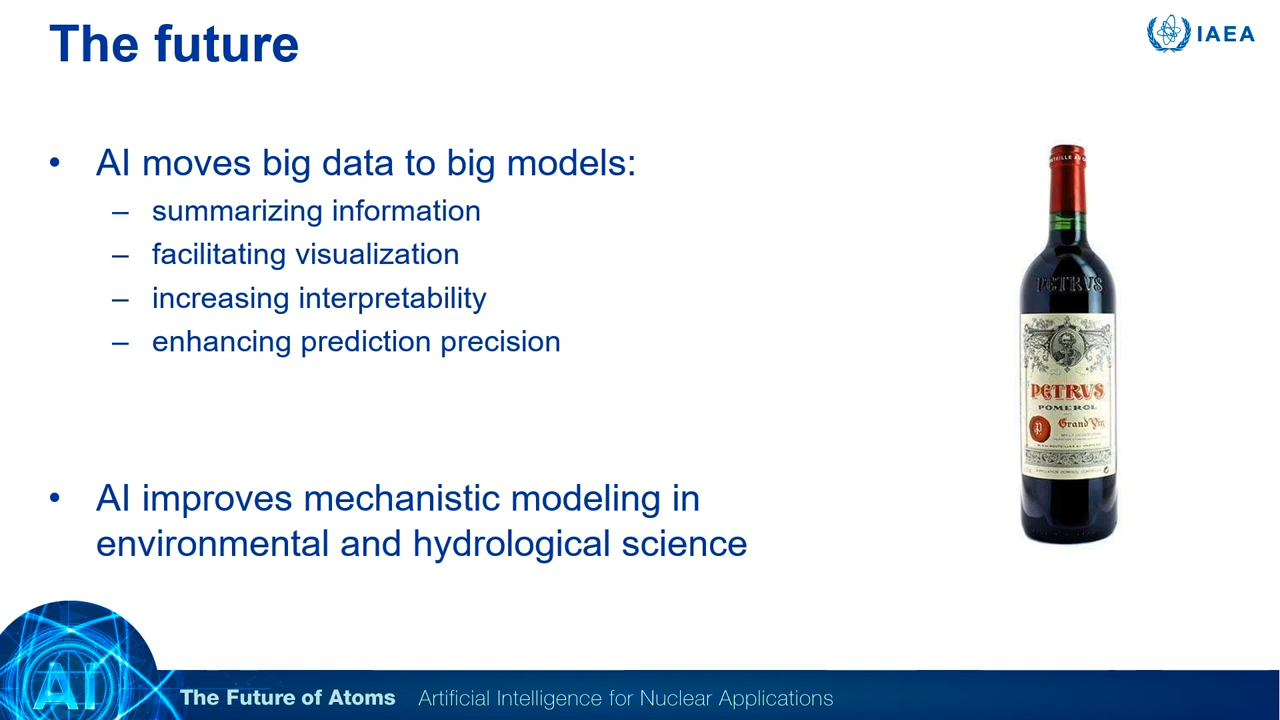 The future
IAEA
• AI moves big data to big models:
– summarizing information
– facilitating visualization
– increasing interpretability
– enhancing prediction precision
• AI improves mechanistic modeling in
environmental and hydrological science
PETRVS
PETRVS
POMEROL
Grand Vin
P
AI
The Future of Atoms Artificial Intelligence for Nuclear Applications